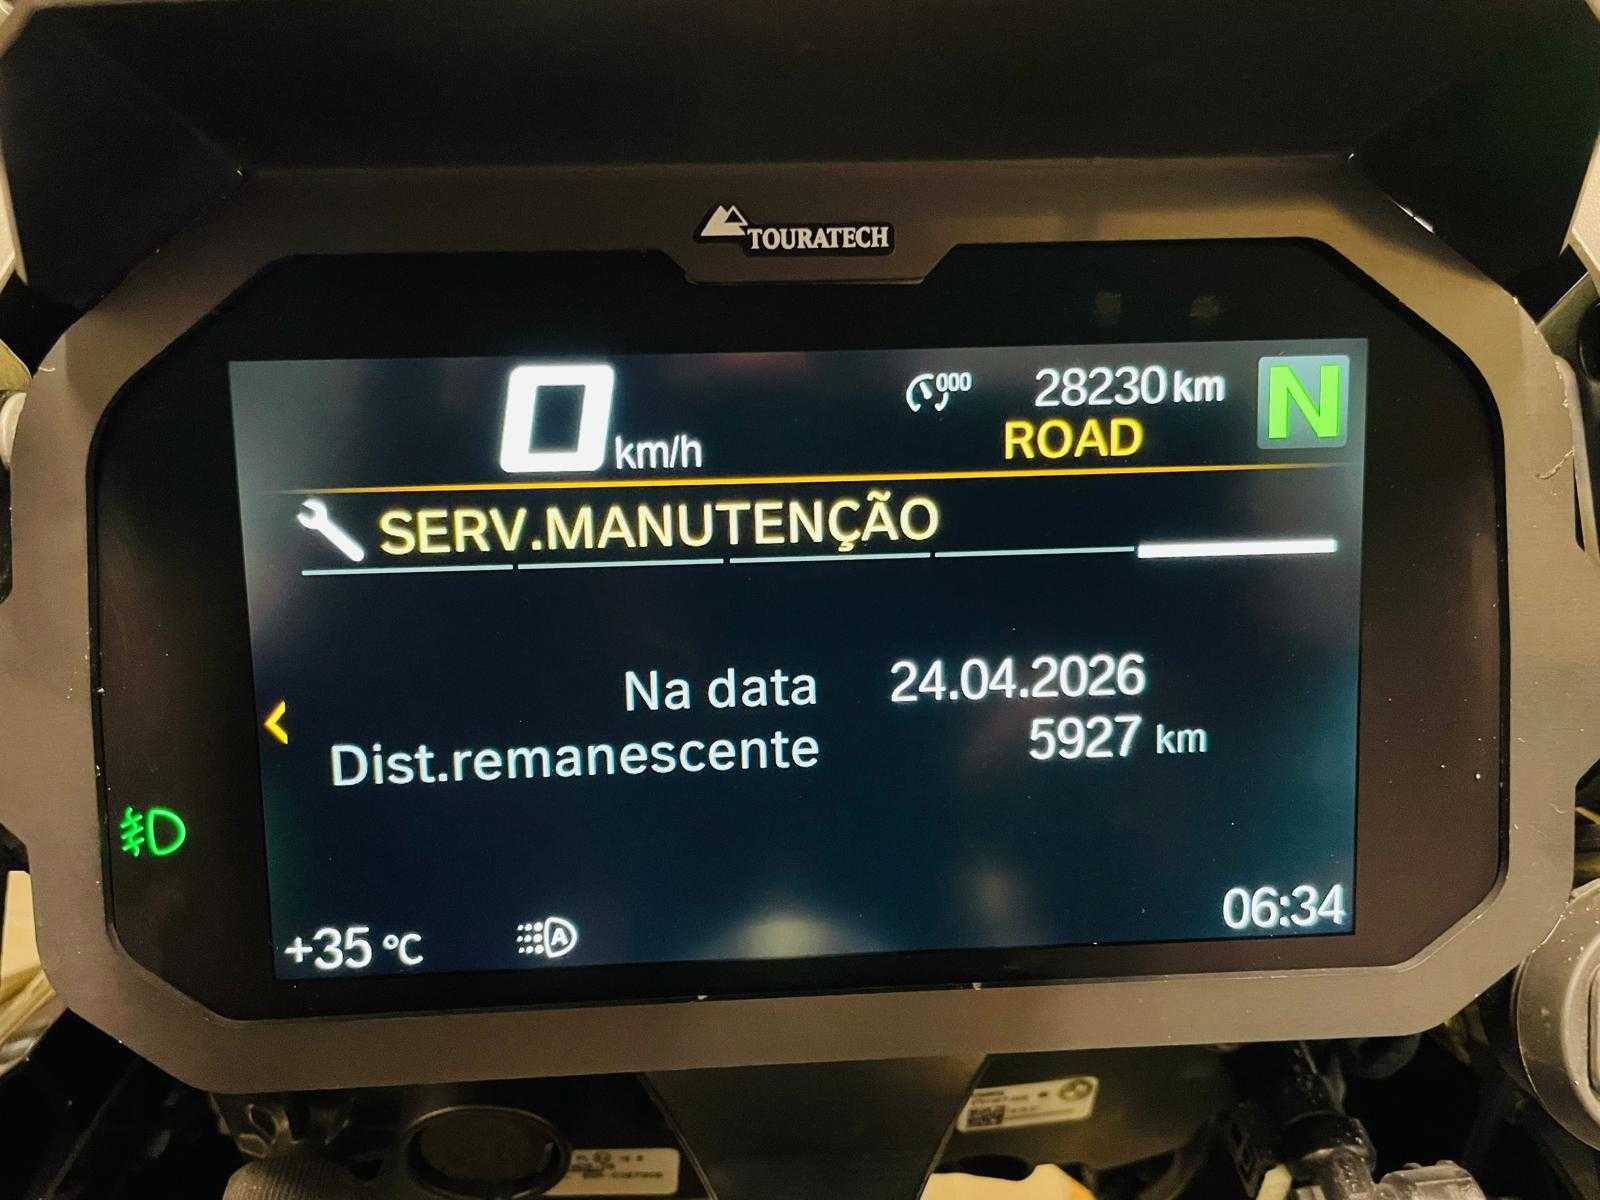 TOURATECH
0 km/h
000 28230 km
N
ROAD
SERV.MANUTENÇÃO
Na data 24.04.2026
Dist.remanescente 5927 km
+35 °C
A
06:34